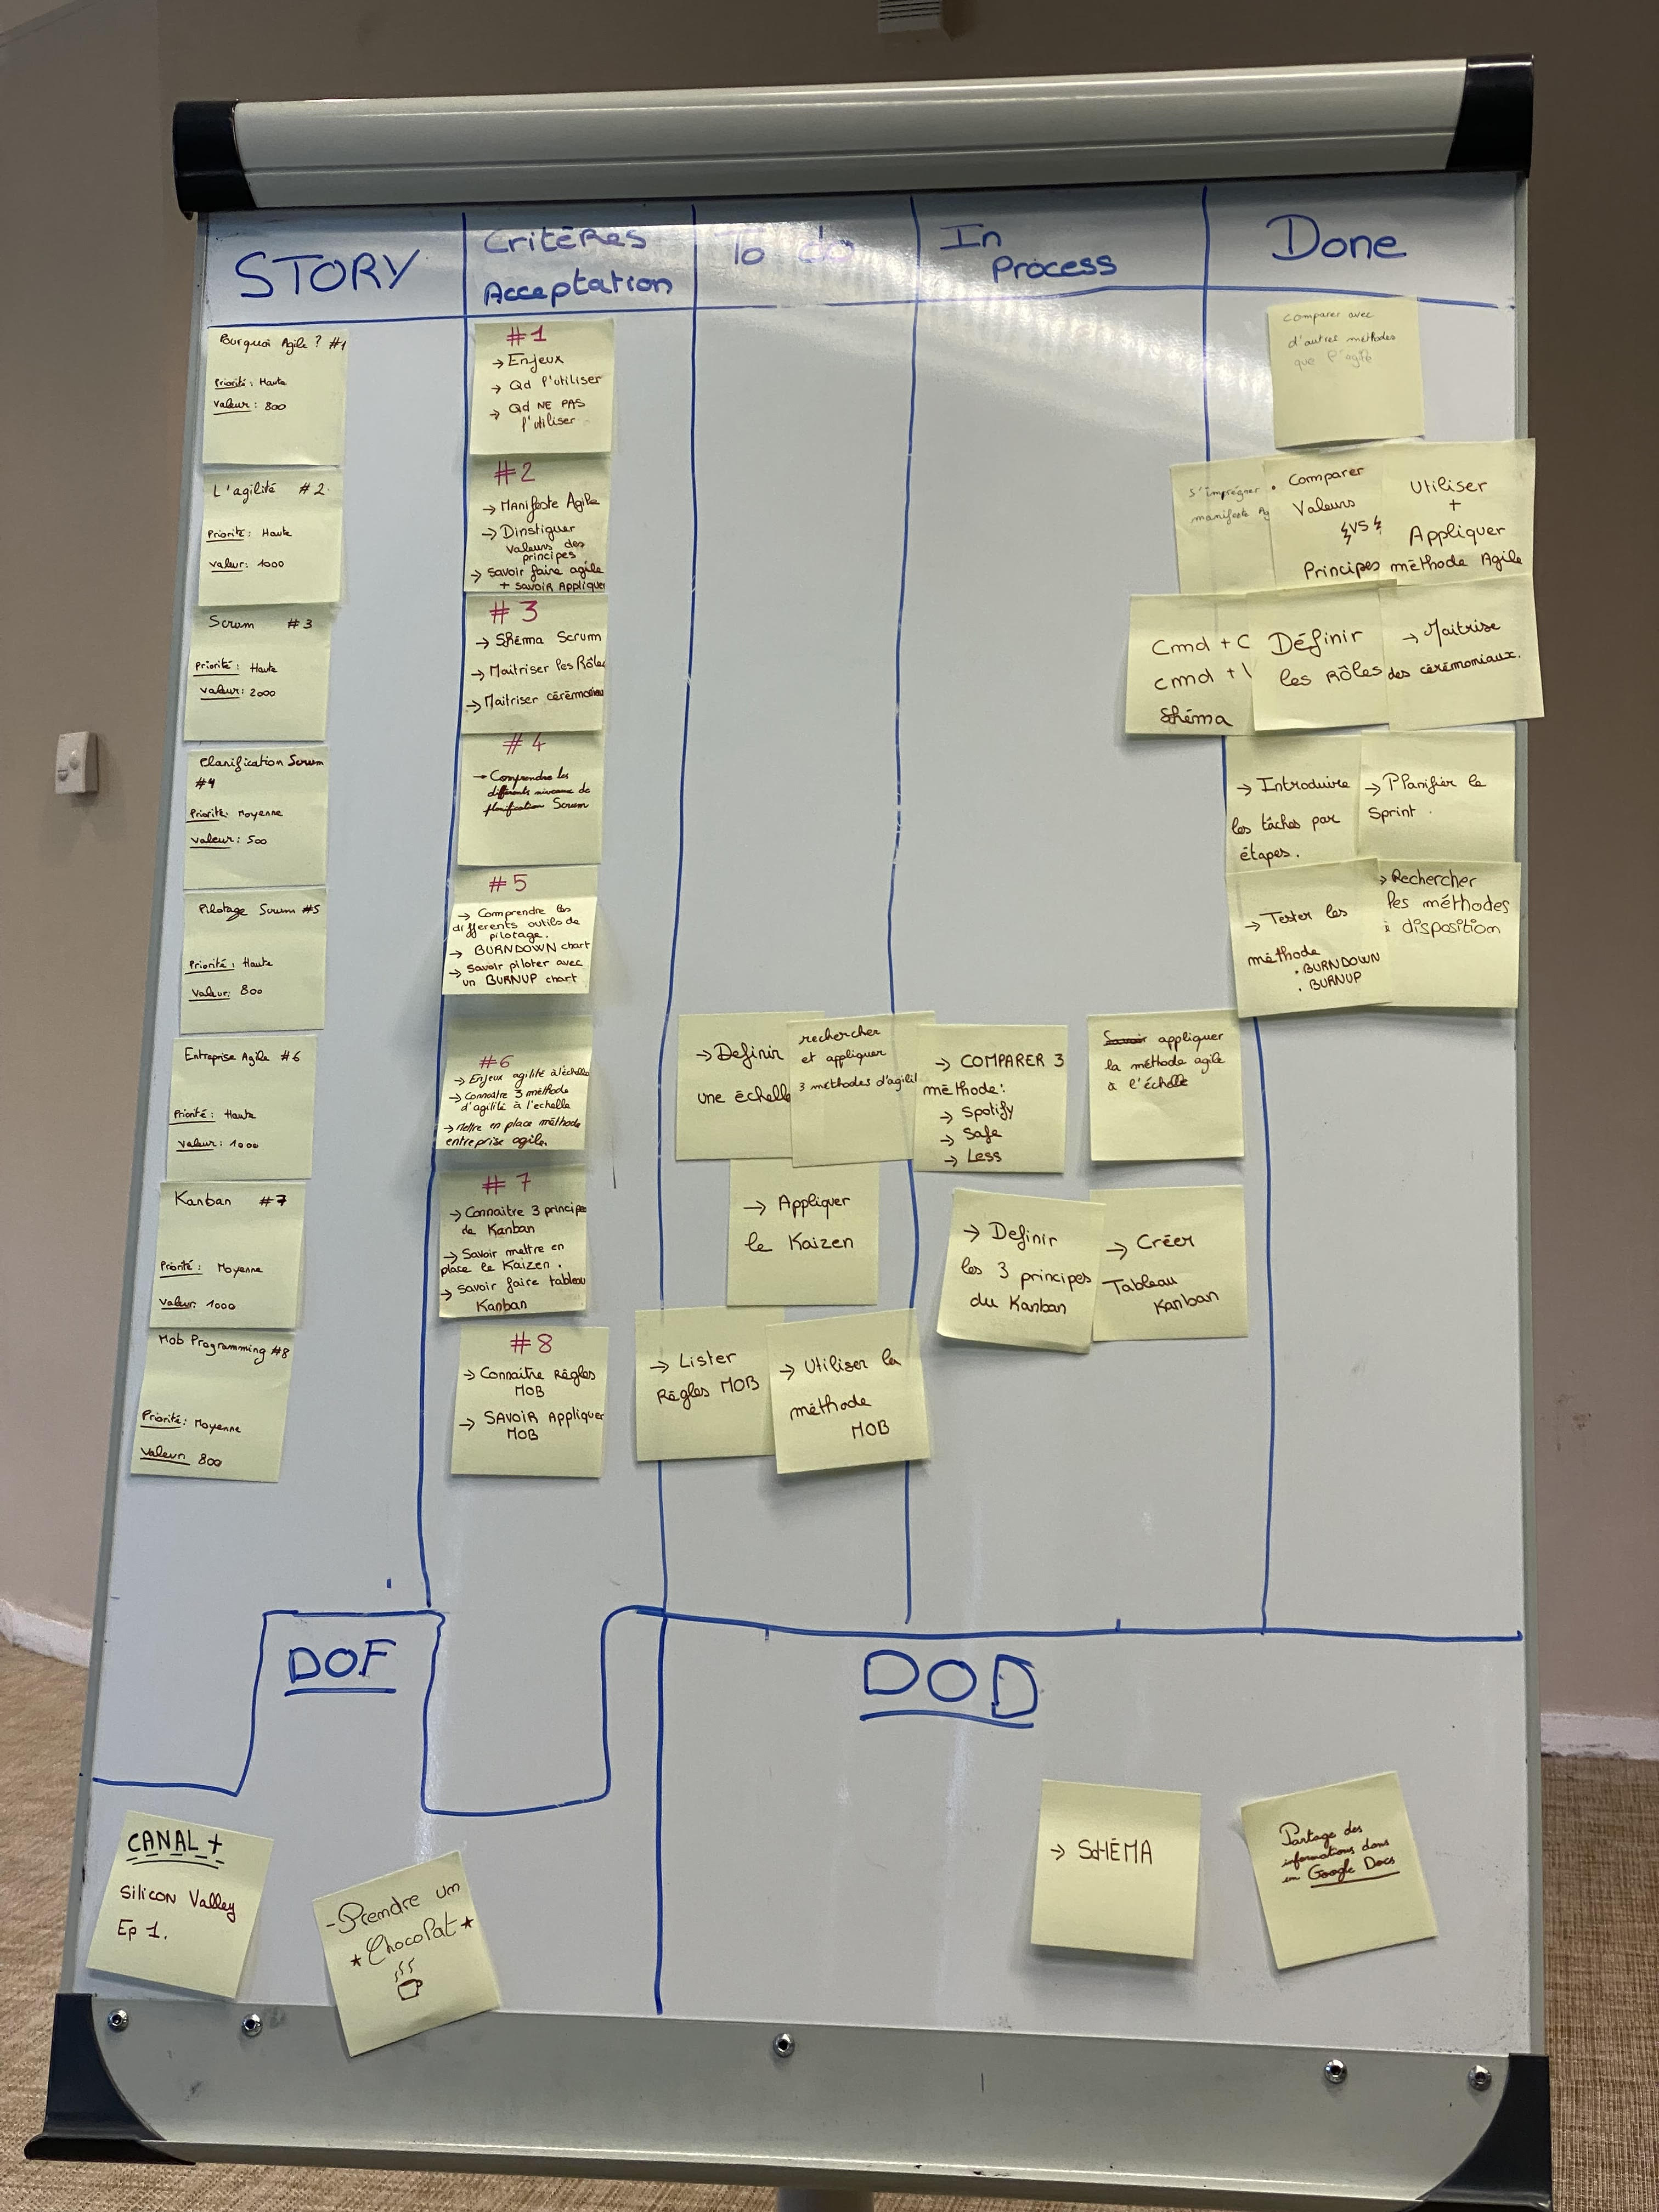 STORY
Critères
Acceptation
To do
In
Process
Done
Pourquoi Agile ? #1
Priorité : Haute
Valeur : 800
#1
→ Enjeux
→ Qd l'utiliser
→ Qd NE PAS
l'utiliser
Comparer avec
d'autres méthodes
que l'agile
L'agilité #2
Priorité : Haute
Valeur : 1000
#2
→ Manifeste Agile
→ Dinstiguer
valeurs des
principes
→ Savoir faire agile
+ SAVOIR Appliquer
S'imprégner
manifeste Ag
• Comparer
Valeurs
VS
Principes
Utiliser
+
Appliquer
méthode Agile
Scrum #3
Priorité : Haute
Valeur : 2000
#3
→ Shéma Scrum
→ Maitriser les Rôles
→ Maitriser cérémoniau
Cmd + C
cmd + \
Shéma
Définir
les RÔLES
→ Maitrise
des cérémoniaux.
Planification Scrum
#4
Priorité : Moyenne
Valeur : 500
#4
→ Comprendre les
différents niveaux de
planification Scrum
→ Introduire
les tâches par
étapes.
→ Planifier le
Sprint.
Pilotage Scrum #5
Priorité : Haute
Valeur : 800
#5
→ Comprendre les
différents outils de
pilotage.
→ BURNDOWN chart
→ Savoir piloter avec
un BURNUP chart
→ Tester les
méthode
. BURNDOWN
. BURNUP
→ Rechercher
les méthodes
à disposition
Entreprise Agile #6
Priorité : Haute
Valeur : 1000
#6
→ Enjeux agilité à l'échelle
→ Connaitre 3 méthode
d'agilité à l'echelle
→ Mettre en place méthode
entreprise agile.
→ Definir
une échelle
rechercher
et appliquer
3 méthodes d'agilit
→ COMPARER 3
méthode :
→ Spotify
→ Safe
→ Less
Savoir appliquer
la méthode agile
à l'échelle
Kanban #7
Priorité : Moyenne
Valeur : 1000
#7
→ Connaitre 3 principe
de Kanban
→ Savoir mettre en
place le Kaizen.
→ Savoir faire tableau
Kanban
→ Appliquer
le Kaizen
→ Definir
les 3 principes
du Kanban
→ Créer
Tableau
Kanban
Mob Programming #8
Priorité : Moyenne
Valeur 800
#8
→ Connaitre Règles
MOB
→ SAVOIR Appliquer
MOB
→ Lister
Règles MOB
→ Utiliser la
méthode
MOB
DOF
DOD
CANAL +
Silicon Valley
Ep 1.
- Prendre un
★ Chocolat ★
→ SHÉMA
Partage des
informations dans
un Google Docs